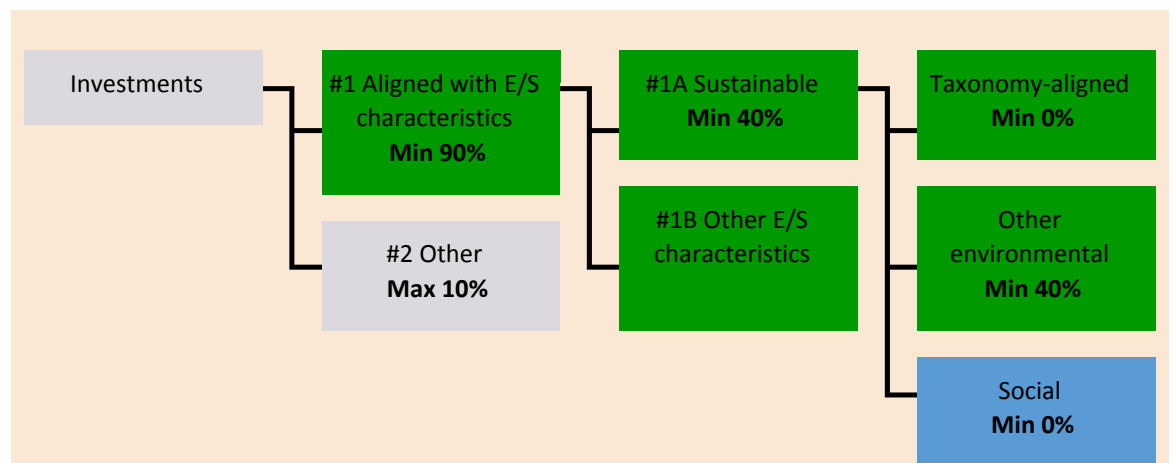 Investments
#1 Aligned with E/S
characteristics
Min 90%
#2 Other
Max 10%
#1A Sustainable
Min 40%
#1B Other E/S
characteristics
Taxonomy-aligned
Min 0%
Other
environmental
Min 40%
Social
Min 0%